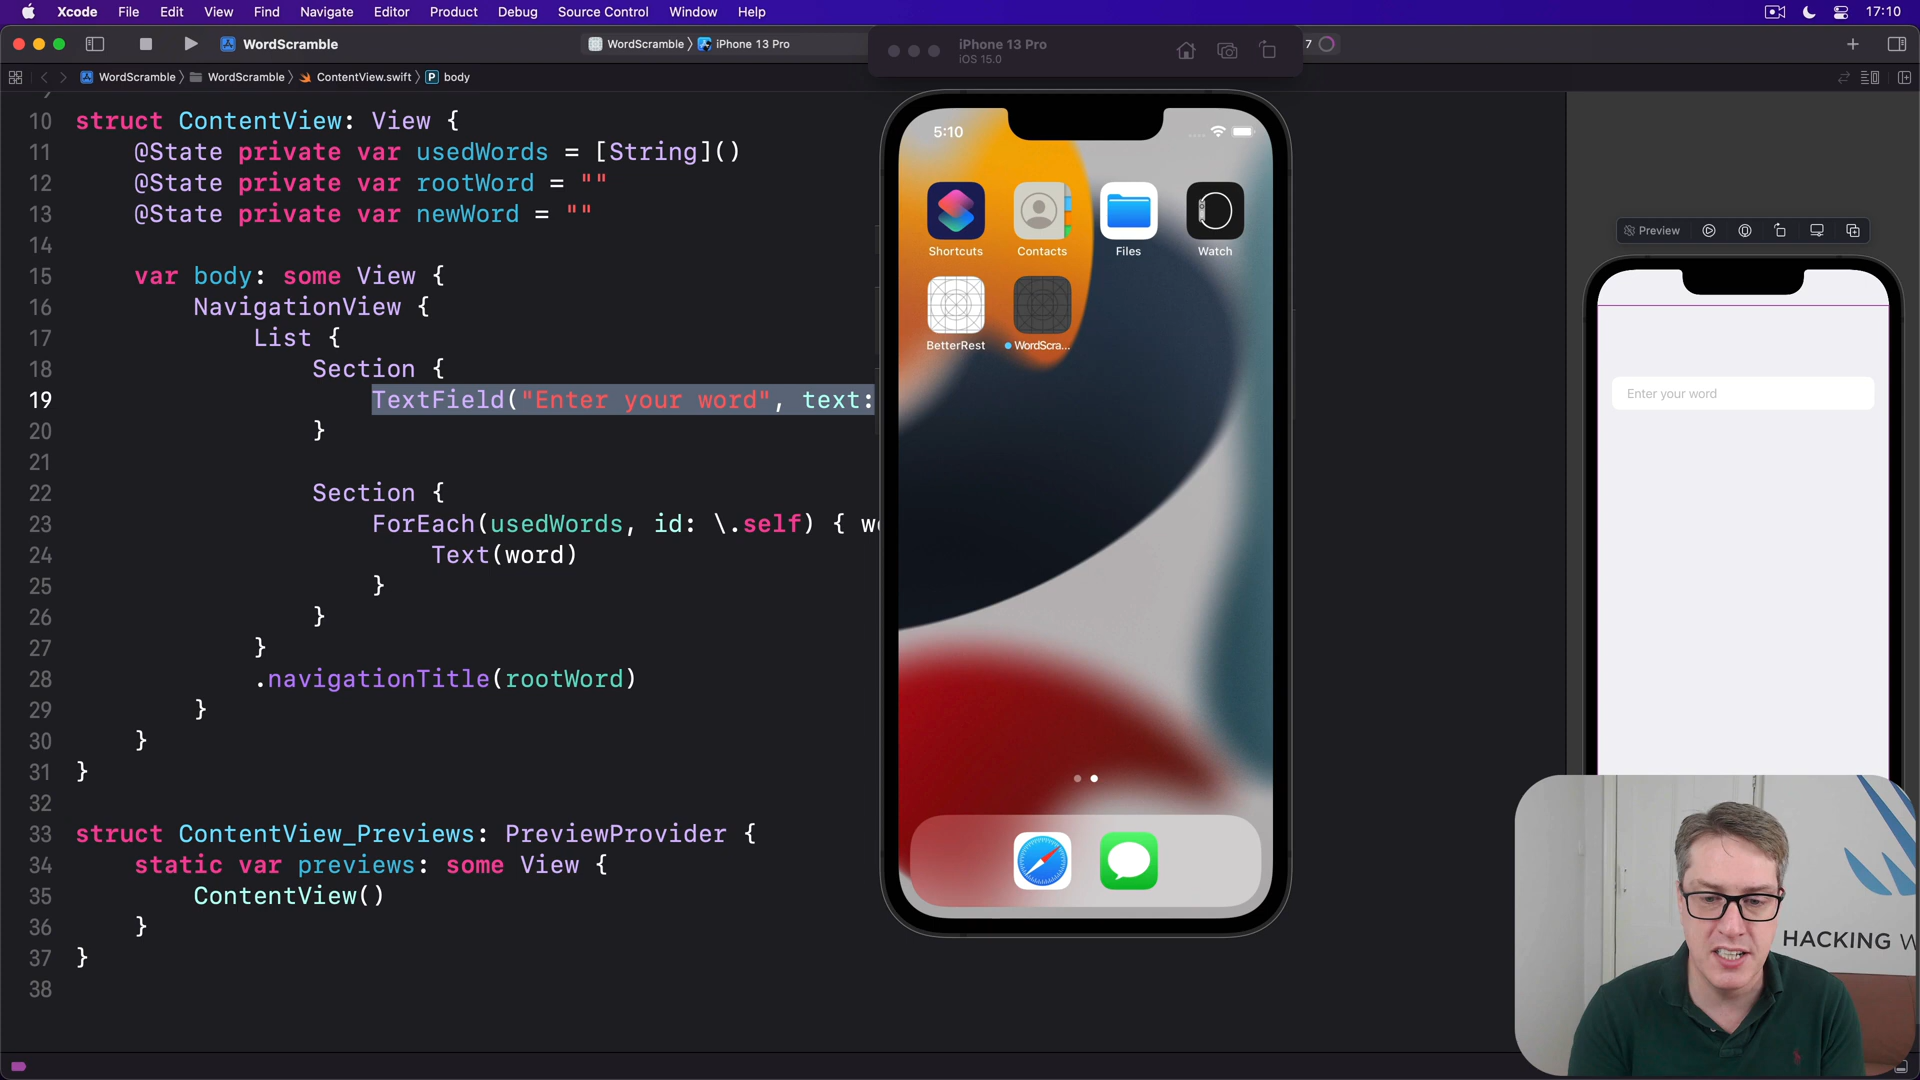 Xcode File Edit View Find Navigate Editor Product Debug Source Control Window Help 17:10
WordScramble WordScramble iPhone 13 Pro 7
iPhone 13 Pro
iOS 15.0
WordScramble WordScramble ContentView.swift P body
10 struct ContentView: View {
11 @State private var usedWords = [String]()
12 @State private var rootWord = ""
13 @State private var newWord = ""
14
15 var body: some View {
16 NavigationView {
17 List {
18 Section {
19 TextField("Enter your word", text:
20 }
21
22 Section {
23 ForEach(usedWords, id: \.self) { w
24 Text(word)
25 }
26 }
27 }
28 .navigationTitle(rootWord)
29 }
30 }
31 }
32
33 struct ContentView_Previews: PreviewProvider {
34 static var previews: some View {
35 ContentView()
36 }
37 }
38
5:10
Shortcuts Contacts Files Watch
BetterRest WordScra...
Preview
Enter your word
HACKING W